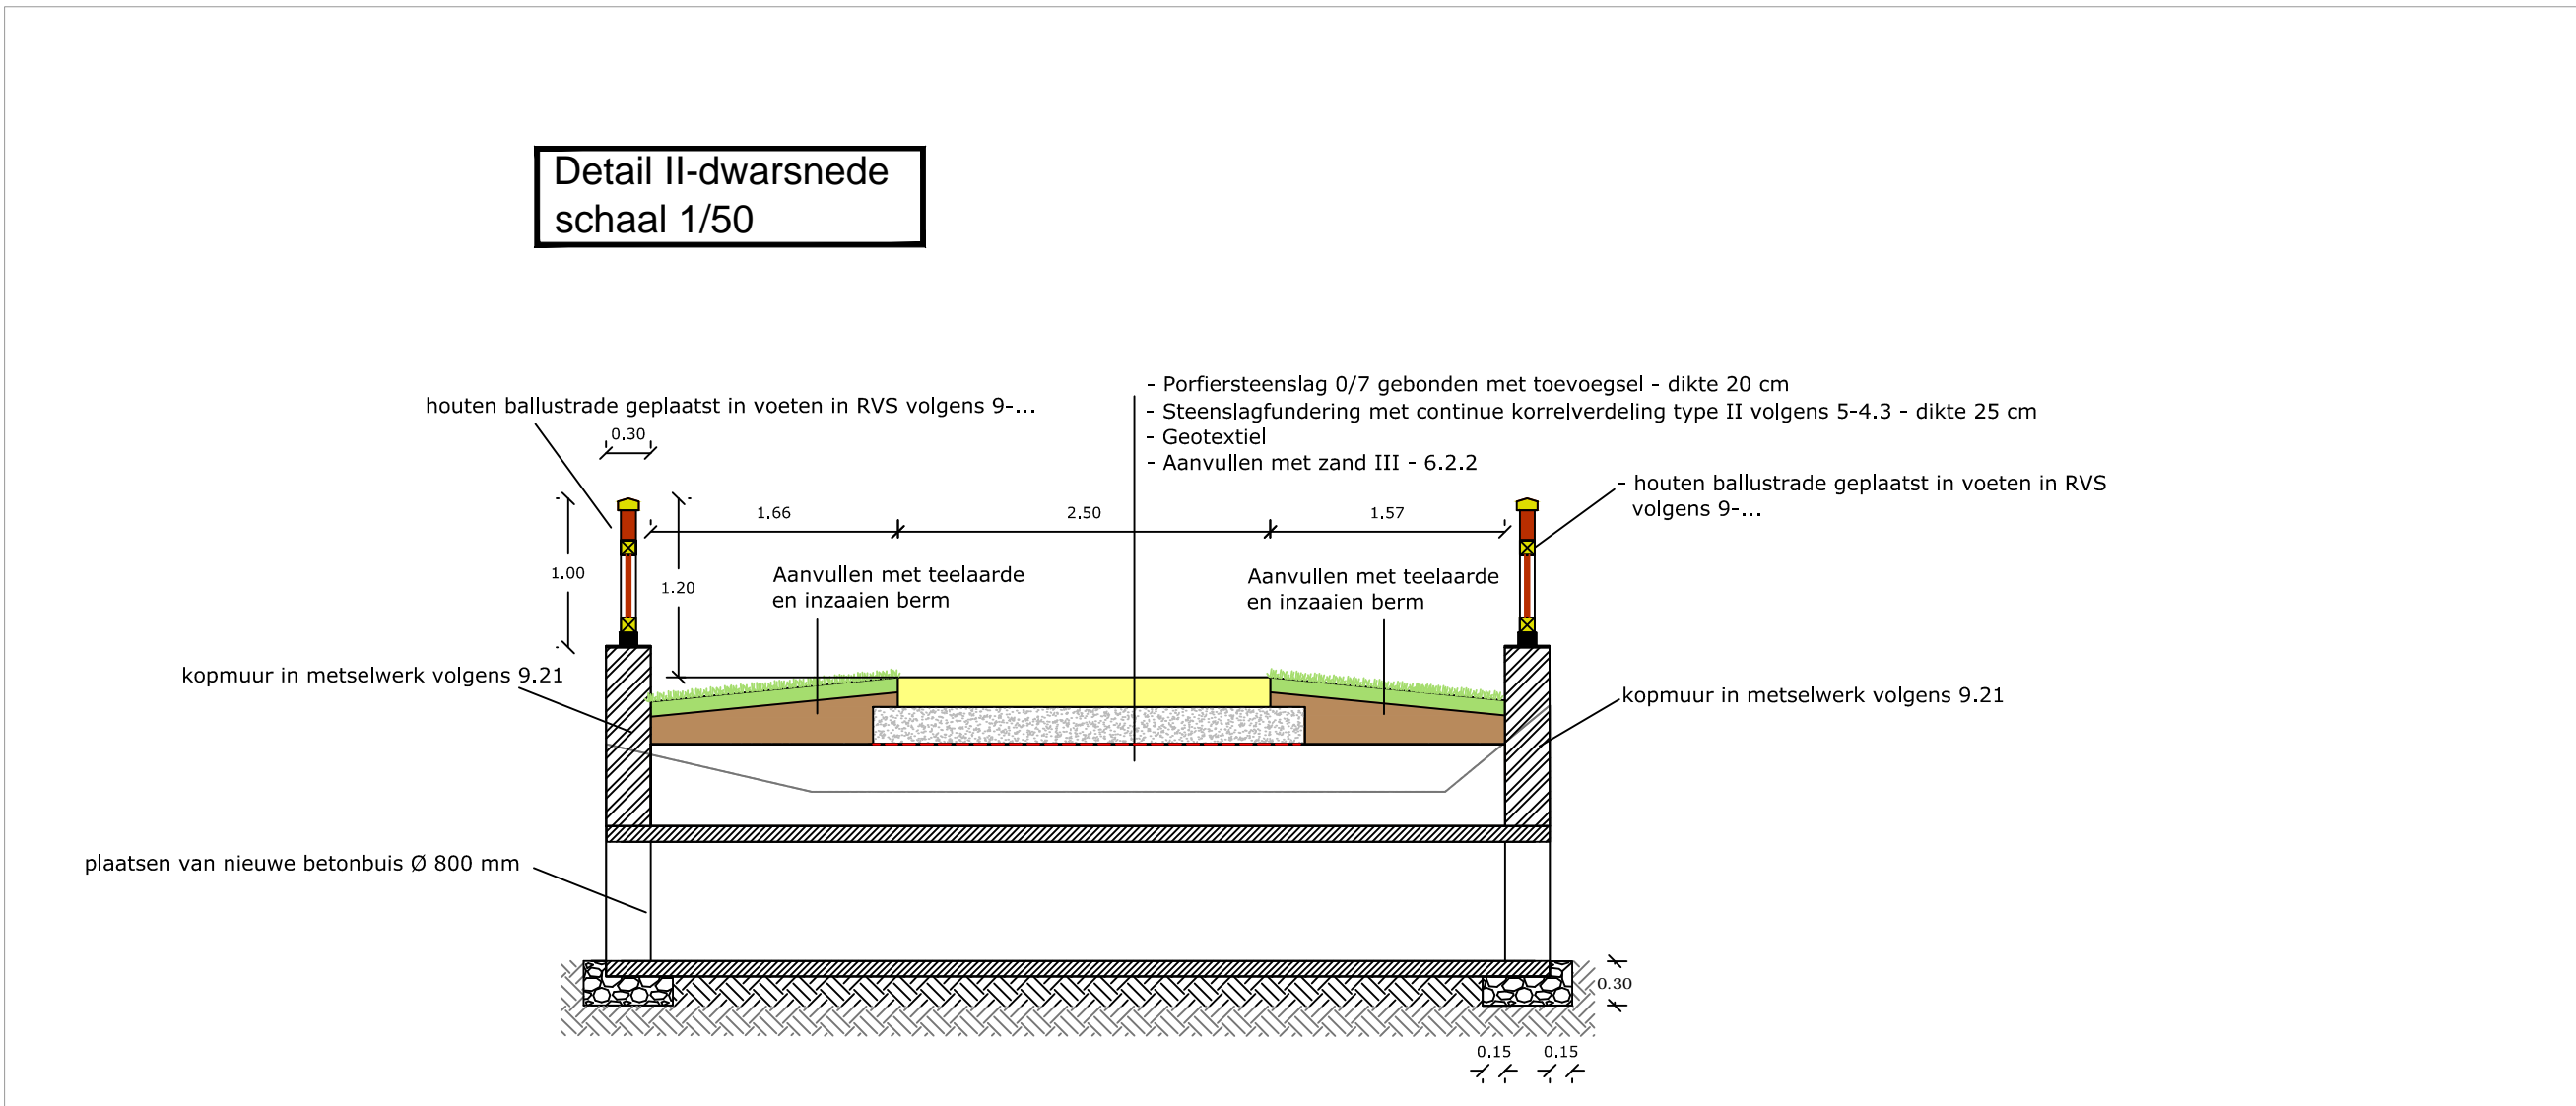 Detail II-dwarsnede
schaal 1/50
- Porfiersteenslag 0/7 gebonden met toevoegsel - dikte 20 cm
- Steenslagfundering met continue korrelverdeling type II volgens 5-4.3 - dikte 25 cm
- Geotextiel
- Aanvullen met zand III - 6.2.2
houten ballustrade geplaatst in voeten in RVS volgens 9-...
0.30
- houten ballustrade geplaatst in voeten in RVS
volgens 9-...
1.66
2.50
1.57
1.00
1.20
Aanvullen met teelaarde
en inzaaien berm
Aanvullen met teelaarde
en inzaaien berm
kopmuur in metselwerk volgens 9.21
kopmuur in metselwerk volgens 9.21
plaatsen van nieuwe betonbuis Ø 800 mm
0.30
0.15
0.15